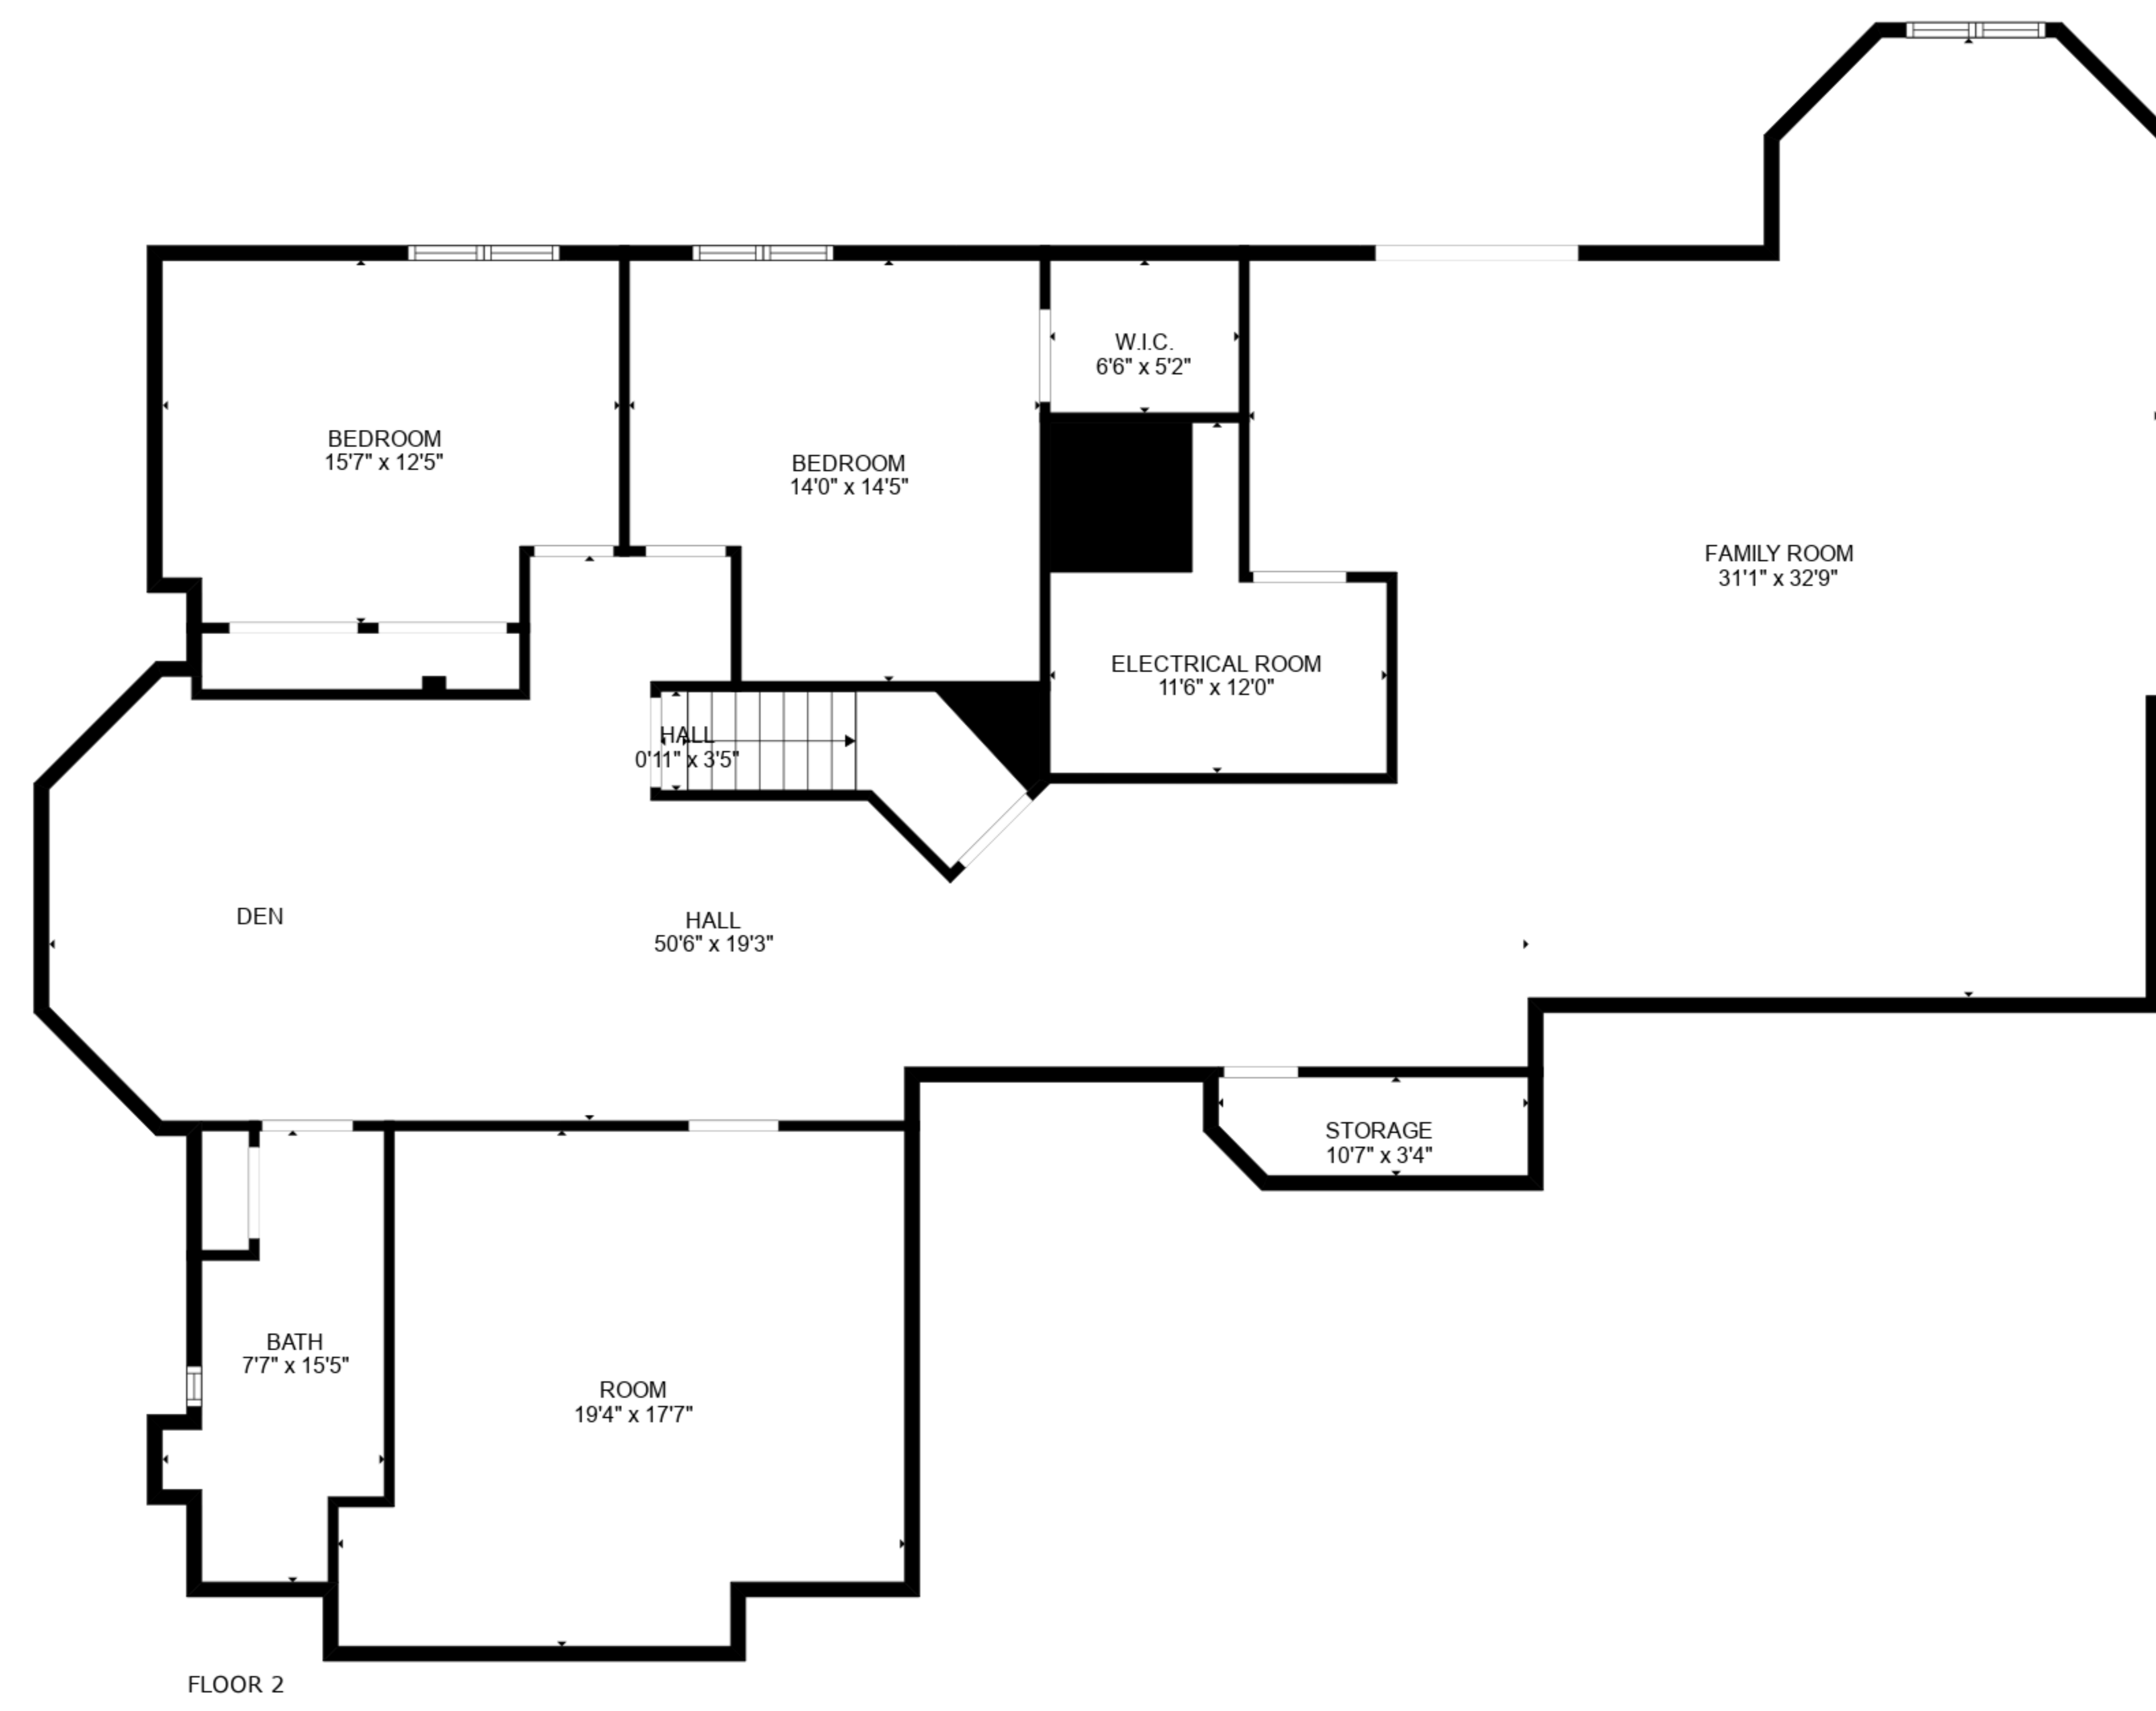 W.I.C.
6'6" x 5'2"
BEDROOM
15'7" x 12'5"
BEDROOM
14'0" x 14'5"
FAMILY ROOM
31'1" x 32'9"
ELECTRICAL ROOM
11'6" x 12'0"
HALL
0'11" x 3'5"
DEN
HALL
50'6" x 19'3"
STORAGE
10'7" x 3'4"
BATH
7'7" x 15'5"
ROOM
19'4" x 17'7"
FLOOR 2